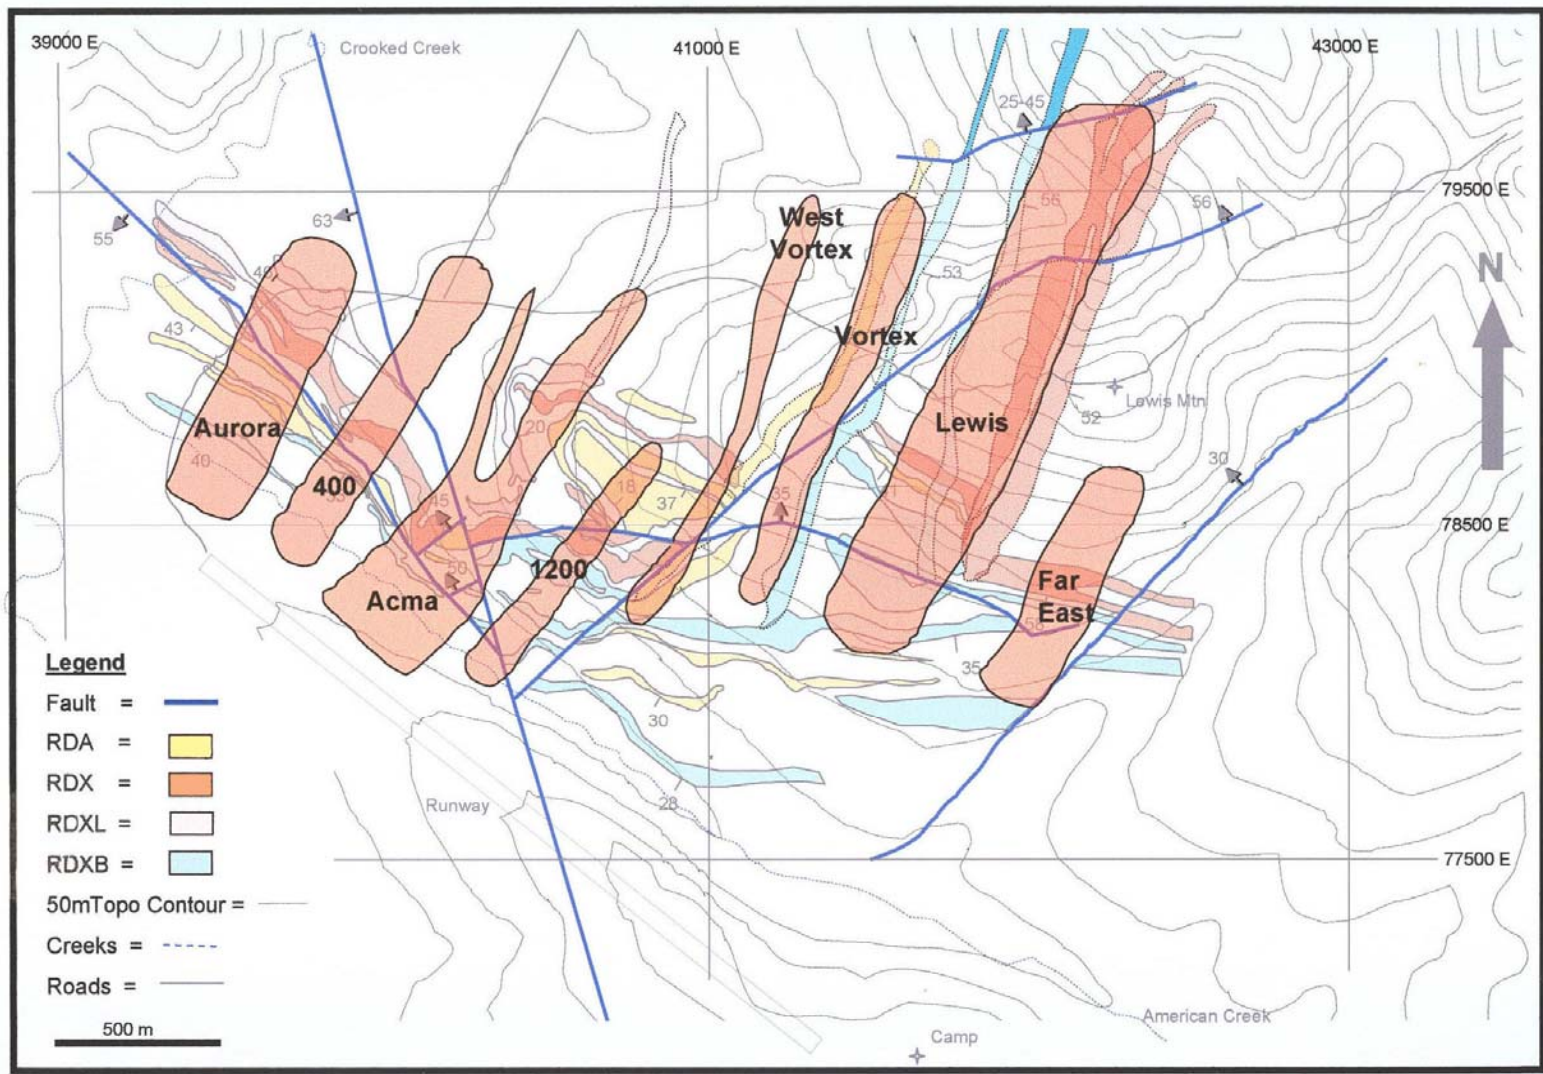 39000 E
Crooked Creek
41000 E
43000 E
25-45
79500 E
63
55
West
Vortex
56
56
N
46
53
43
Vortex
Aurora
20
Lewis
52
Lewis Mtn
40
400
18
37
35
30
45
78500 E
50
1200
Acma
Far
East
58
35
Legend
Fault =
RDA =
RDX =
RDXL =
RDXB =
50mTopo Contour =
Creeks =
Roads =
500 m
30
28
Runway
77500 E
American Creek
Camp